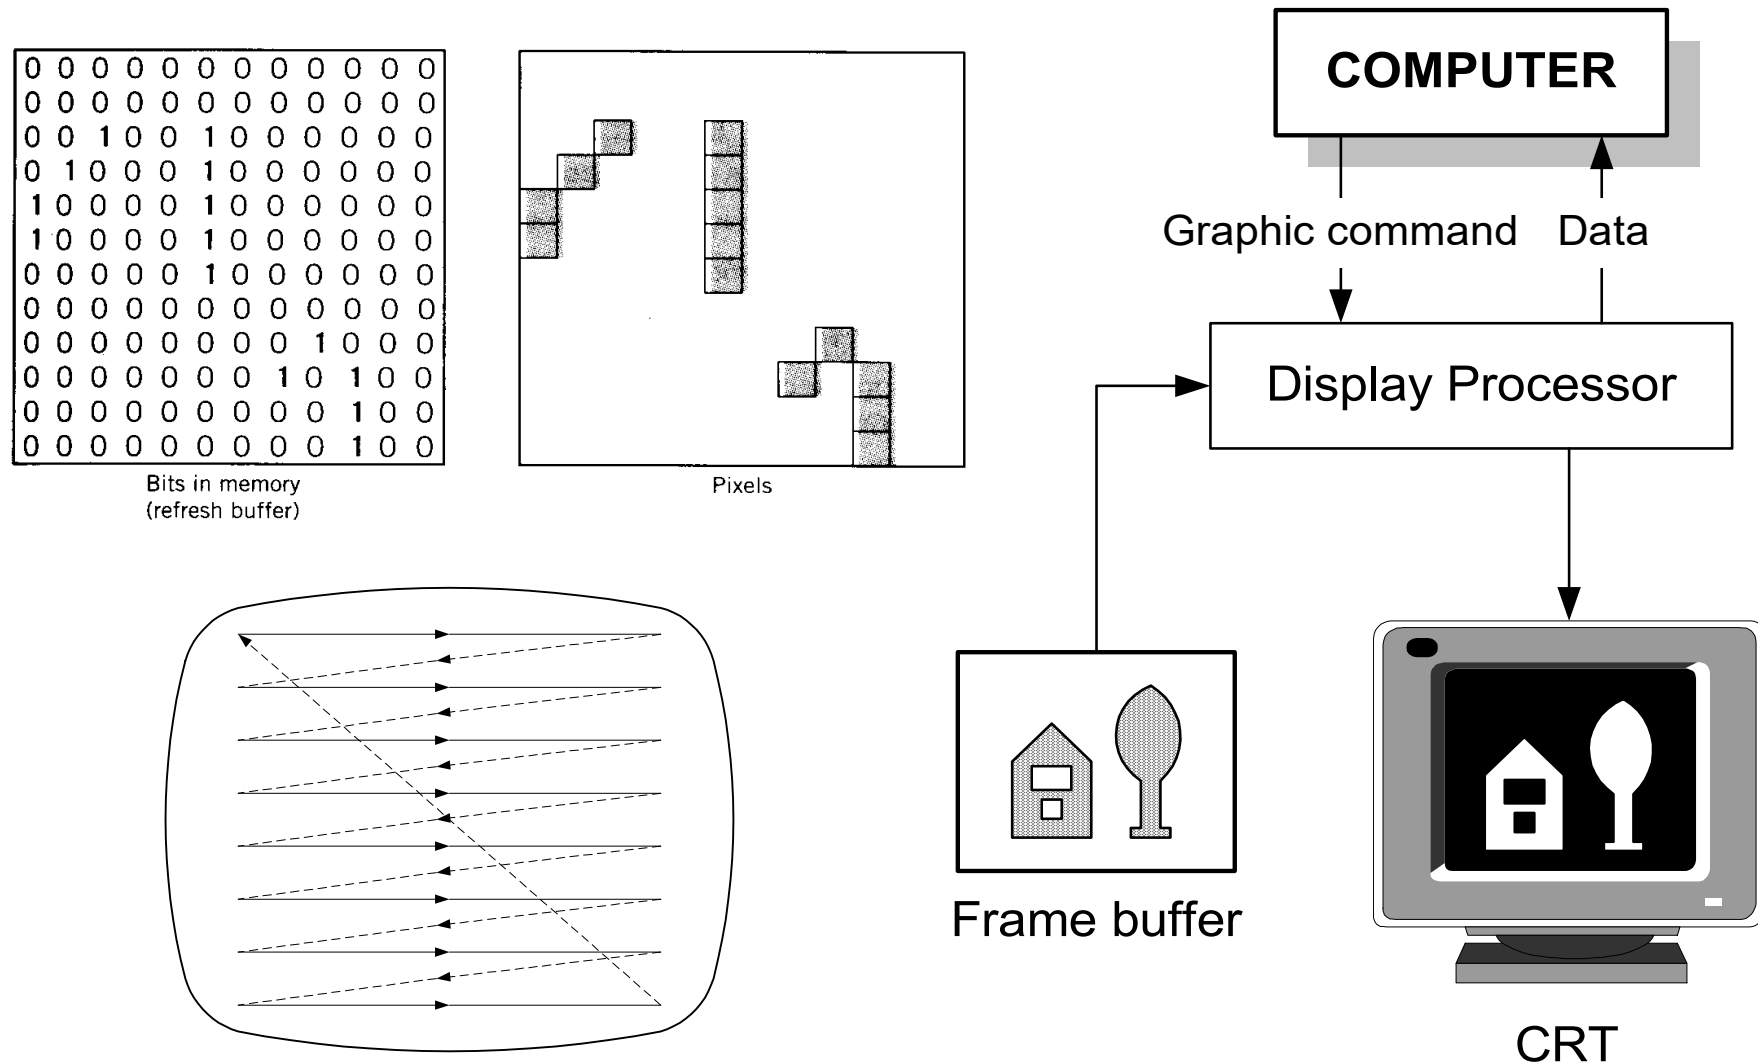 0 0 0 0 0 0 0 0 0 0 0 0
0 0 0 0 0 0 0 0 0 0 0 0
0 0 1 0 0 1 0 0 0 0 0 0
0 1 0 0 0 1 0 0 0 0 0 0
1 0 0 0 0 1 0 0 0 0 0 0
1 0 0 0 0 1 0 0 0 0 0 0
0 0 0 0 0 1 0 0 0 0 0 0
0 0 0 0 0 0 0 0 0 0 0 0
0 0 0 0 0 0 0 0 1 0 0 0
0 0 0 0 0 0 0 1 0 1 0 0
0 0 0 0 0 0 0 0 0 1 0 0
0 0 0 0 0 0 0 0 0 1 0 0
Bits in memory
(refresh buffer)
Pixels
COMPUTER
Graphic command
Data
Display Processor
Frame buffer
CRT